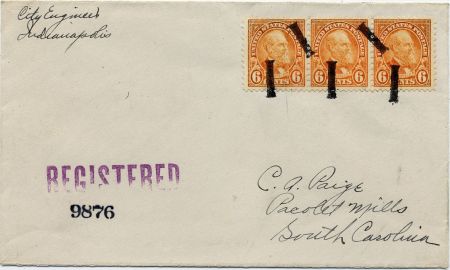 City Engineer
Indianapolis
UNITED STATES POSTAGE UNITED STATES POSTAGE UNITED STATES POSTAGE
6 CENTS 6 6 CENTS 6 6 CENTS 6
REGISTERED
9876
C. A. Paige
Pacolet Mills
South Carolina